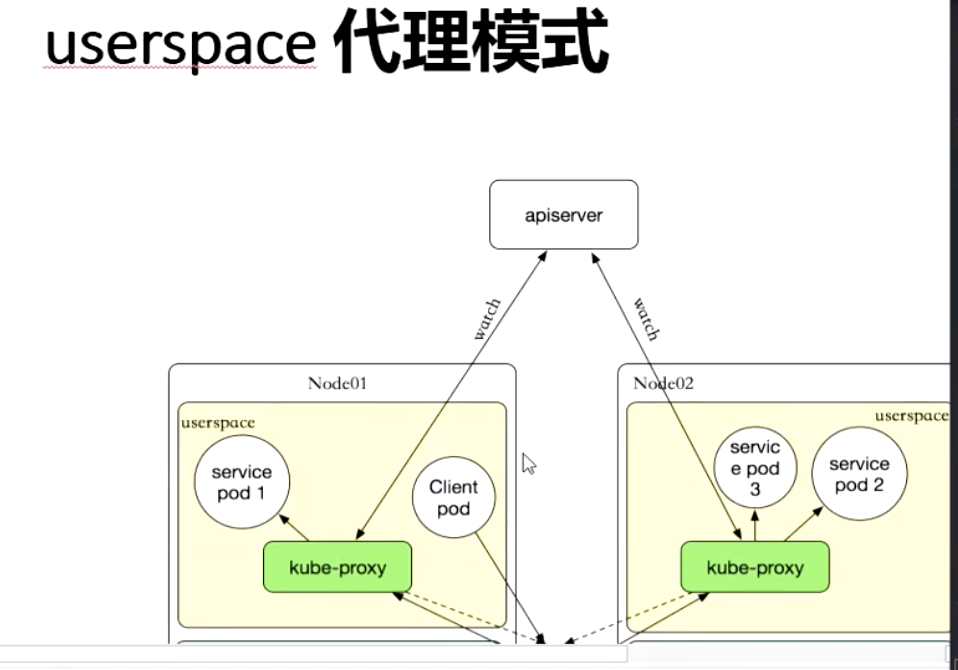 userspace 代理模式
apiserver
watch
watch
Node01
Node02
userspace
userspace
service
pod 1
Client
pod
servic
e pod
3
service
pod 2
kube-proxy
kube-proxy